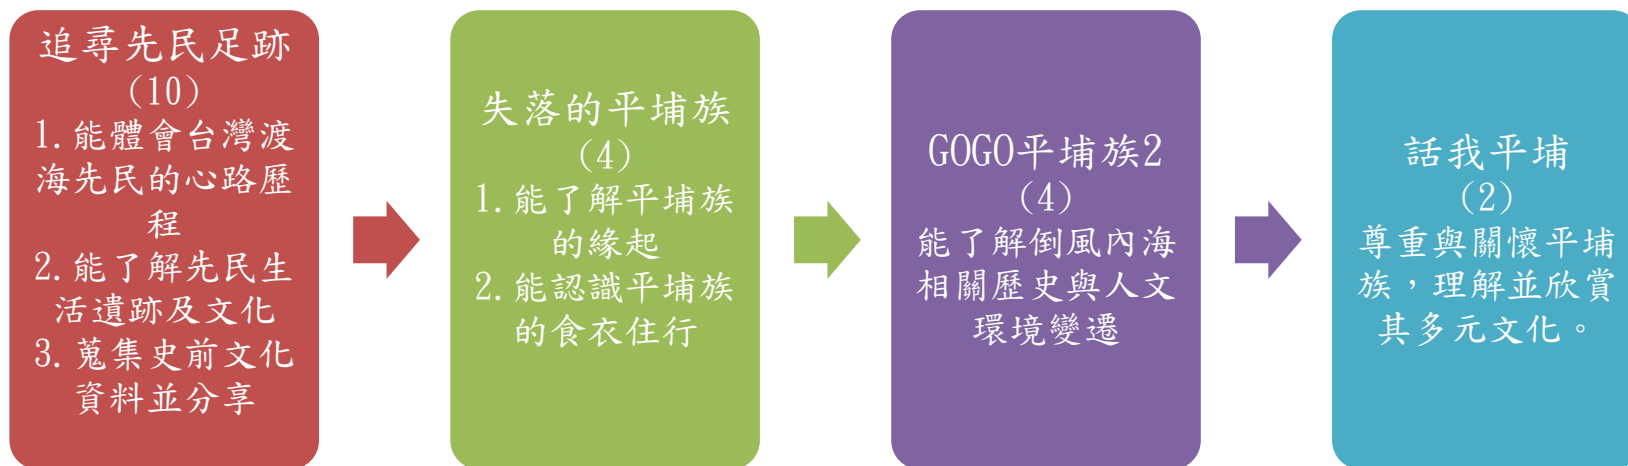 追尋先民足跡
(10)
1.能體會台灣渡
海先民的心路歷
程
2.能了解先民生
活遺跡及文化
3.蒐集史前文化
資料並分享
失落的平埔族
(4)
1.能了解平埔族
的緣起
2.能認識平埔族
的食衣住行
GOGO平埔族2
(4)
能了解倒風內海
相關歷史與人文
環境變遷
話我平埔
(2)
尊重與關懷平埔
族，理解並欣賞
其多元文化。